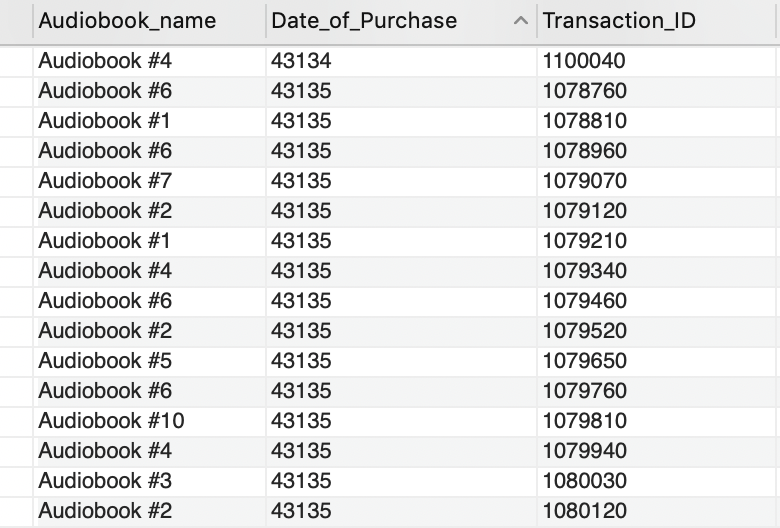 Audiobook_name Date_of_Purchase Transaction_ID
Audiobook #4 43134 1100040
Audiobook #6 43135 1078760
Audiobook #1 43135 1078810
Audiobook #6 43135 1078960
Audiobook #7 43135 1079070
Audiobook #2 43135 1079120
Audiobook #1 43135 1079210
Audiobook #4 43135 1079340
Audiobook #6 43135 1079460
Audiobook #2 43135 1079520
Audiobook #5 43135 1079650
Audiobook #6 43135 1079760
Audiobook #10 43135 1079810
Audiobook #4 43135 1079940
Audiobook #3 43135 1080030
Audiobook #2 43135 1080120